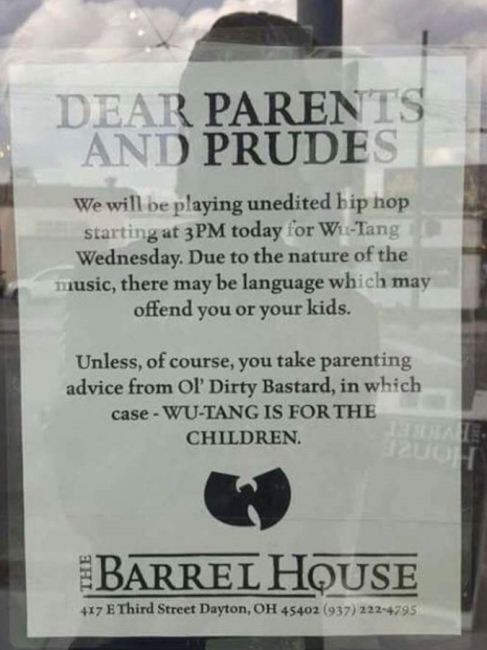 DEAR PARENTS
AND PRUDES
We will be playing unedited hip hop
starting at 3PM today for Wu-Tang
Wednesday. Due to the nature of the
music, there may be language which may
offend you or your kids.
Unless, of course, you take parenting
advice from Ol' Dirty Bastard, in which
case - WU-TANG IS FOR THE
CHILDREN.
THE BARREL HOUSE
417 E Third Street Dayton, OH 45402 (937) 222-4795
BARREL
HOUSE